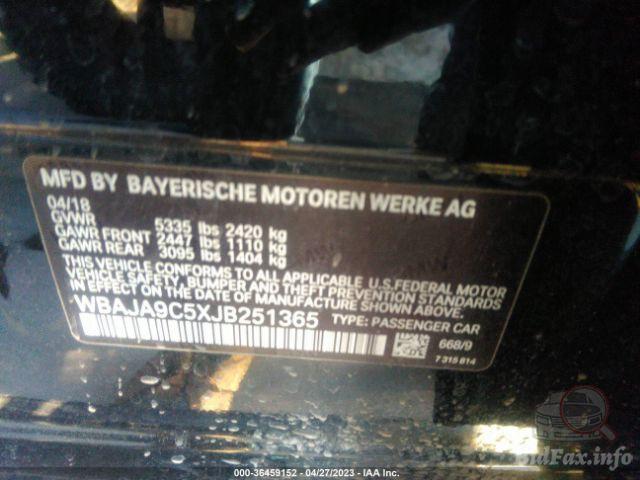 MFD BY BAYERISCHE MOTOREN WERKE AG
04/18
GVWR 5335 lbs 2420 kg
GAWR FRONT 2447 lbs 1110 kg
GAWR REAR 3095 lbs 1404 kg
THIS VEHICLE CONFORMS TO ALL APPLICABLE U.S.FEDERAL MOTOR
VEHICLE SAFETY, BUMPER AND THEFT PREVENTION STANDARDS
IN EFFECT ON THE DATE OF MANUFACTURE SHOWN ABOVE.
WBAJA9C5XJB251365 TYPE: PASSENGER CAR
668/9
7 315 814
000 - 36459152 - 04/27/2023 - IAA Inc.
BidFax.info